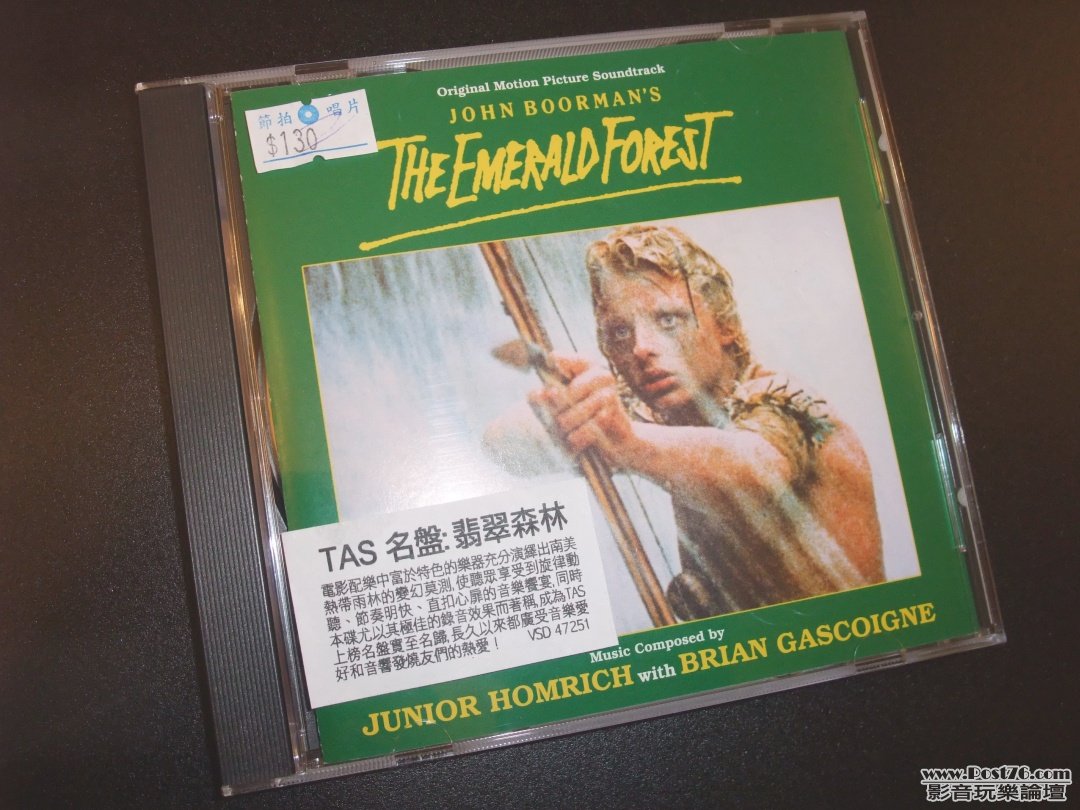 Original Motion Picture Soundtrack
JOHN BOORMAN'S
THE EMERALD FOREST
節拍 唱片
$130
TAS 名盤: 翡翠森林
電影配樂中富於特色的樂器充分演繹出南美
熱帶雨林的變幻莫測,使聽眾享受到旋律動
聽、節奏明快、直扣心扉的音樂饗宴,同時
本碟尤以其極佳的錄音效果而著稱,成為TAS
上榜名盤實至名歸,長久以來都廣受音樂愛
好和音響發燒友們的熱愛! VSD 47251
Music Composed by
JUNIOR HOMRICH with BRIAN GASCOIGNE
www.Post76.com
影音玩樂論壇